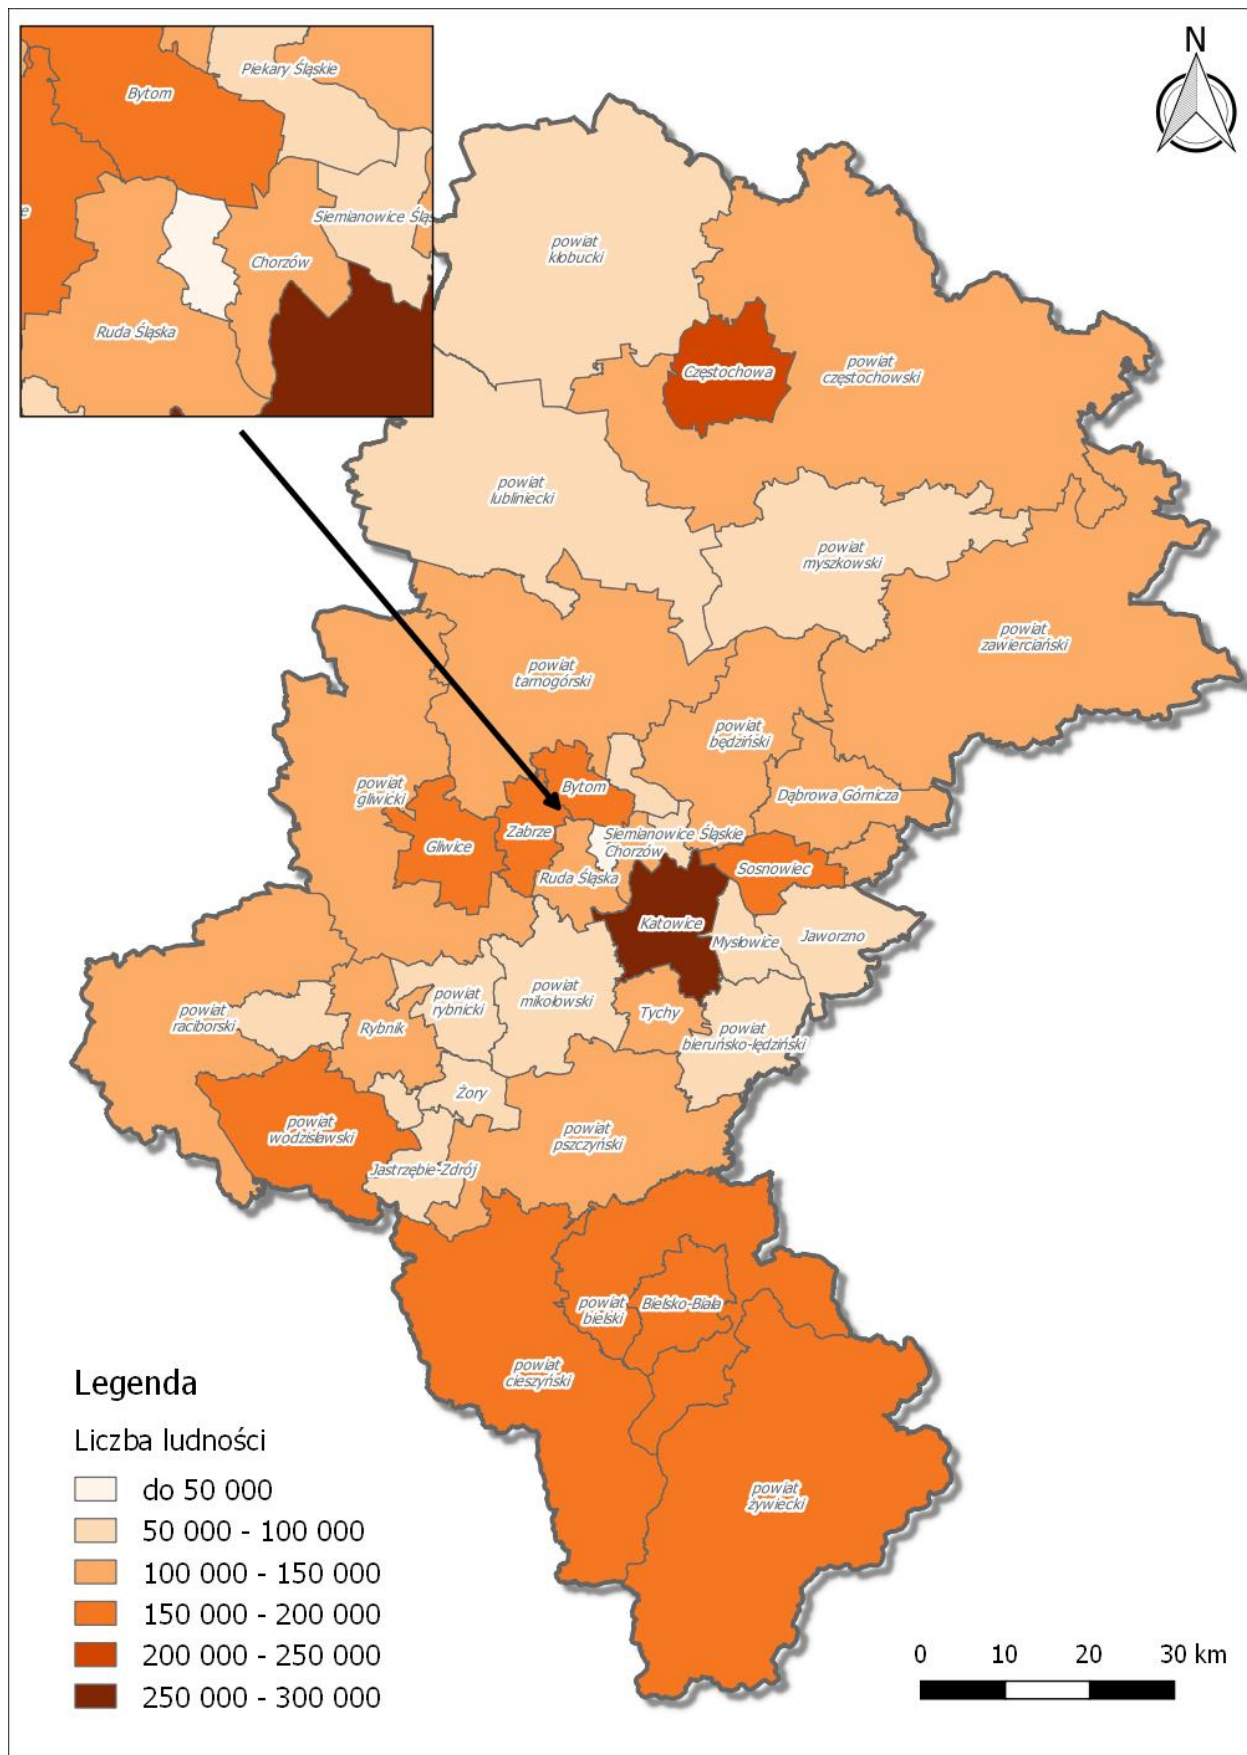 Piekary Śląskie
Bytom
e
Siemianowice Ślą
Chorzów
Ruda Śląska
N
powiat
kłobucki
Częstochowa
powiat
częstochowski
powiat
lubliniecki
powiat
myszkowski
powiat
zawierciański
powiat
tarnogórski
powiat
będziński
powiat
gliwicki
Bytom
Dąbrowa Górnicza
Gliwice
Zabrze
Siemianowice Śląskie
Chorzów
Ruda Śląska
Sosnowiec
Katowice
Mysłowice
Jaworzno
powiat
raciborski
Rybnik
powiat
rybnicki
powiat
mikołowski
Tychy
powiat
bieruńsko-lędziński
Żory
powiat
wodzisławski
powiat
pszczyński
Jastrzębie-Zdrój
powiat
bielski
Bielsko-Biała
powiat
cieszyński
powiat
żywiecki
Legenda
Liczba ludności
do 50 000
50 000 - 100 000
100 000 - 150 000
150 000 - 200 000
200 000 - 250 000
250 000 - 300 000
0 10 20 30 km